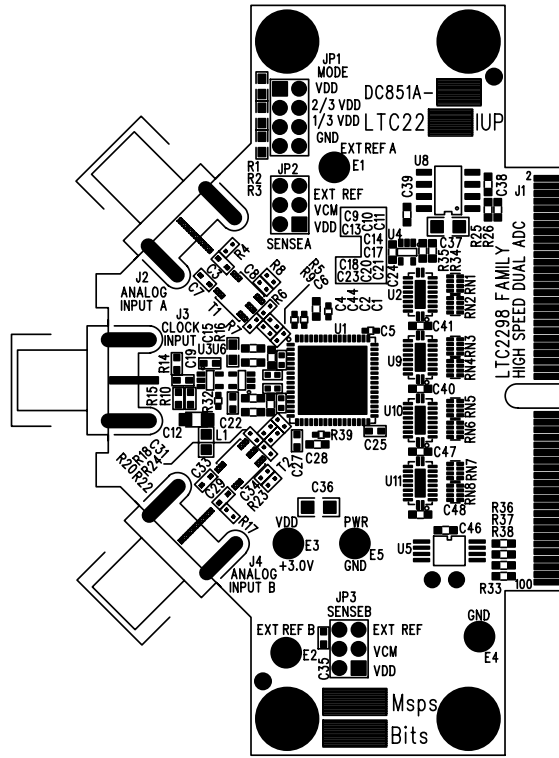 JP1
MODE
VDD
2/3 VDD
1/3 VDD
GND
R1
R2
R3
DC851A-
LTC22 IUP
EXT REF A
E1
JP2
EXT REF
VCM
VDD
SENSEA
U8
C39
C38
J1
2
C37
R25
R26
C9
C13
C10
C11
C14
C17
C18
C23
C20
C21
U4
C24
R35
R34
J2
ANALOG
INPUT A
R4
C3
C7
T1
C8
R8
R6
R7
R5
R9
C6
C4
C44
C2
C1
U1
C5
U2
RN1
RN2
C41
LTC2298 FAMILY
HIGH SPEED DUAL ADC
J3
CLOCK
INPUT
C15
C19
R16
U3
U6
R14
R15
R10
R32
C12
C22
L1
U9
RN3
RN4
C40
U10
RN5
RN6
C47
U11
RN7
RN8
C48
R39
C25
C27
C28
R18
C31
R20
R24
R22
C33
C29
C34
T2
R23
R17
C36
VDD
E3
+3.0V
PWR
E5
GND
C46
U5
R36
R37
R38
R33
100
J4
ANALOG
INPUT B
JP3
SENSEB
EXT REF B
E2
C35
EXT REF
VCM
VDD
GND
E4
Msps
Bits